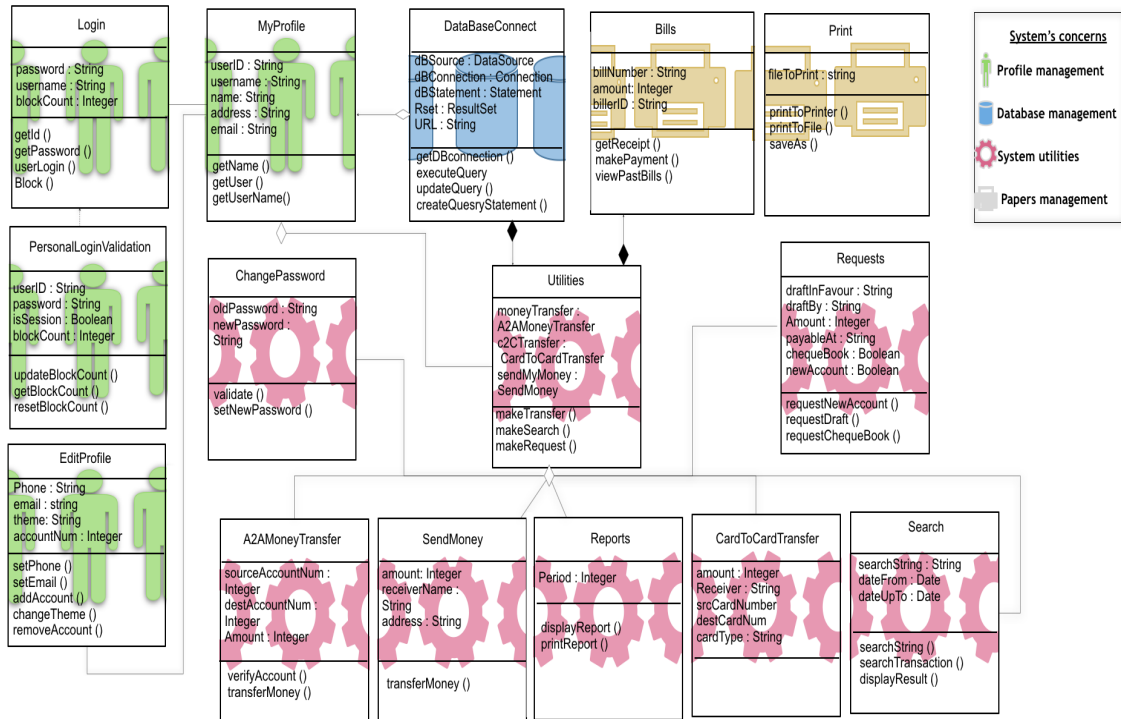 Login
password : String
username : String
blockCount : Integer
getId ()
getPassword ()
userLogin ()
Block ()
MyProfile
userID : String
username : String
name: String
address : String
email : String
getName ()
getUser ()
getUserName()
DataBaseConnect
dBSource : DataSource
dBConnection : Connection
dBStatement : Statement
Rset : ResultSet
URL : String
getDBconnection ()
executeQuery
updateQuery ()
createQuesryStatement ()
Bills
billNumber : String
amount: Integer
billerID : String
getReceipt ()
makePayment ()
viewPastBills ()
Print
fileToPrint : string
printToPrinter ()
printToFile ()
saveAs ()
System's concerns
Profile management
Database management
System utilities
Papers management
PersonalLoginValidation
userID : String
password : String
isSession : Boolean
blockCount : Integer
updateBlockCount ()
getBlockCount ()
resetBlockCount ()
ChangePassword
oldPassword : String
newPassword :
String
validate ()
setNewPassword ()
Utilities
moneyTransfer :
A2AMoneyTransfer
c2CTransfer :
CardToCardTransfer
sendMyMoney :
SendMoney
makeTransfer ()
makeSearch ()
makeRequest ()
Requests
draftInFavour : String
draftBy : String
Amount : Integer
payableAt : String
chequeBook : Boolean
newAccount : Boolean
requestNewAccount ()
requestDraft ()
requestChequeBook ()
EditProfile
Phone : String
email : string
theme: String
accountNum : Integer
setPhone ()
setEmail ()
addAccount ()
changeTheme ()
removeAccount ()
A2AMoneyTransfer
sourceAccountNum :
Integer
destAccountNum :
Integer
Amount : Integer
verifyAccount ()
transferMoney ()
SendMoney
amount: Integer
receiverName :
String
address : String
transferMoney ()
Reports
Period : Integer
displayReport ()
printReport ()
CardToCardTransfer
amount : Integer
Receiver : String
srcCardNumber
destCardNum
cardType : String
Search
searchString : String
dateFrom : Date
dateUpTo : Date
searchString ()
searchTransaction ()
displayResult ()